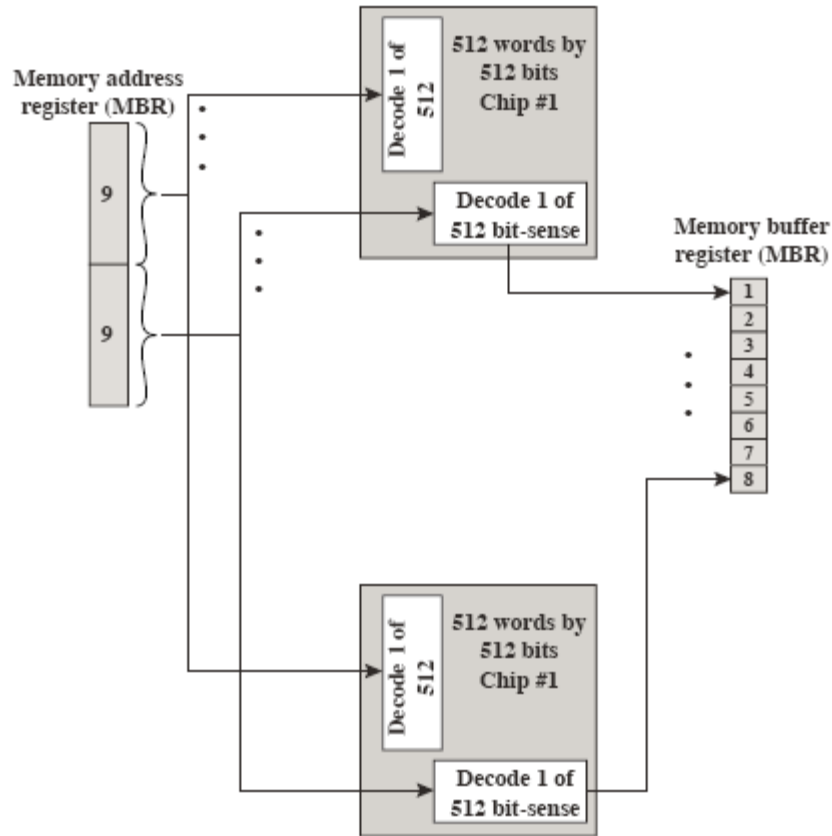 Memory address
register (MBR)
9
9
Decode 1 of
512
512 words by
512 bits
Chip #1
Decode 1 of
512 bit-sense
Memory buffer
register (MBR)
1
2
3
4
5
6
7
8
Decode 1 of
512
512 words by
512 bits
Chip #1
Decode 1 of
512 bit-sense